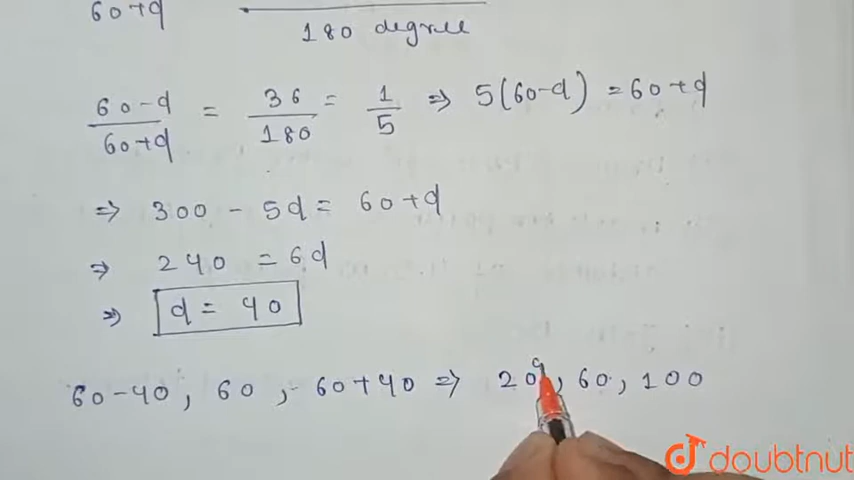 60+d
180 degree
60-d/60+d = 36/180 = 1/5 ⇒ 5(60-d) = 60+d
⇒ 300 - 5d = 60+d
⇒ 240 = 6d
⇒ d = 40
60-40, 60, 60+40 ⇒ 20°, 60, 100
doubtnut